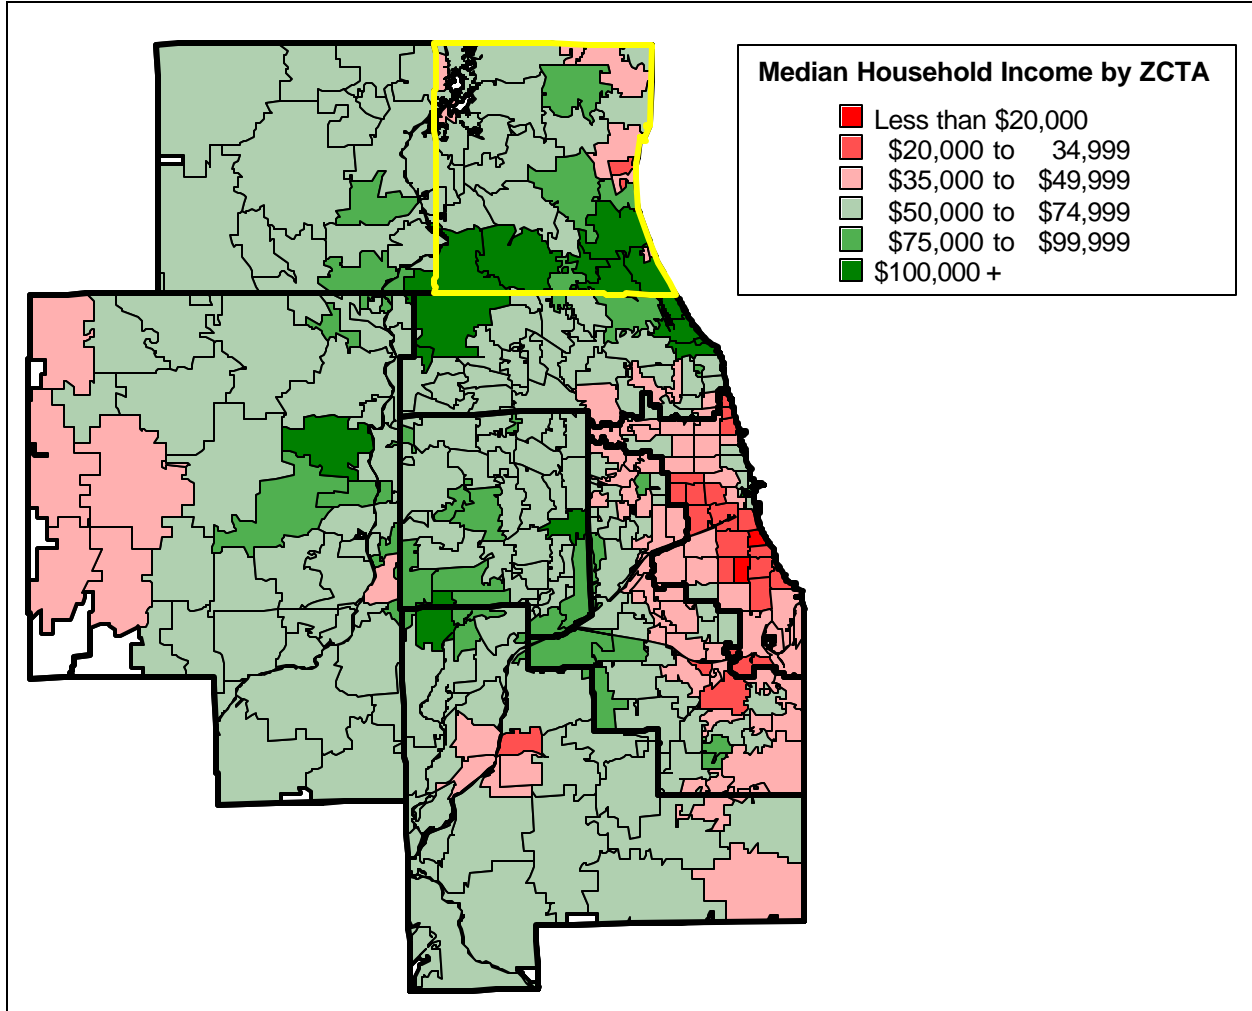 Median Household Income by ZCTA
Less than $20,000
$20,000 to 34,999
$35,000 to $49,999
$50,000 to $74,999
$75,000 to $99,999
$100,000 +